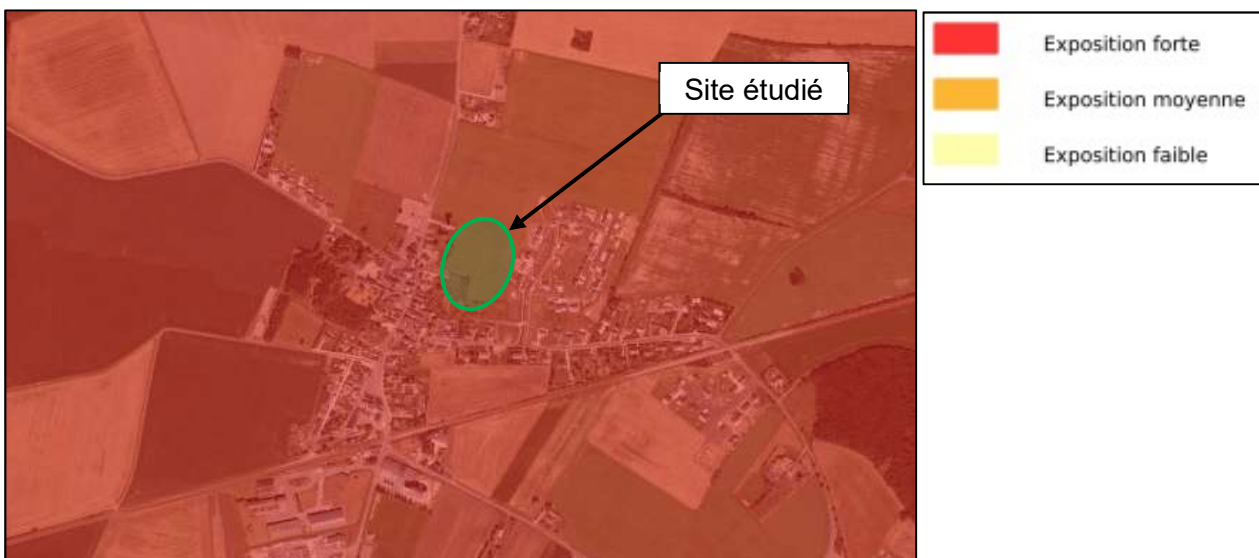 Site étudié
Exposition forte
Exposition moyenne
Exposition faible